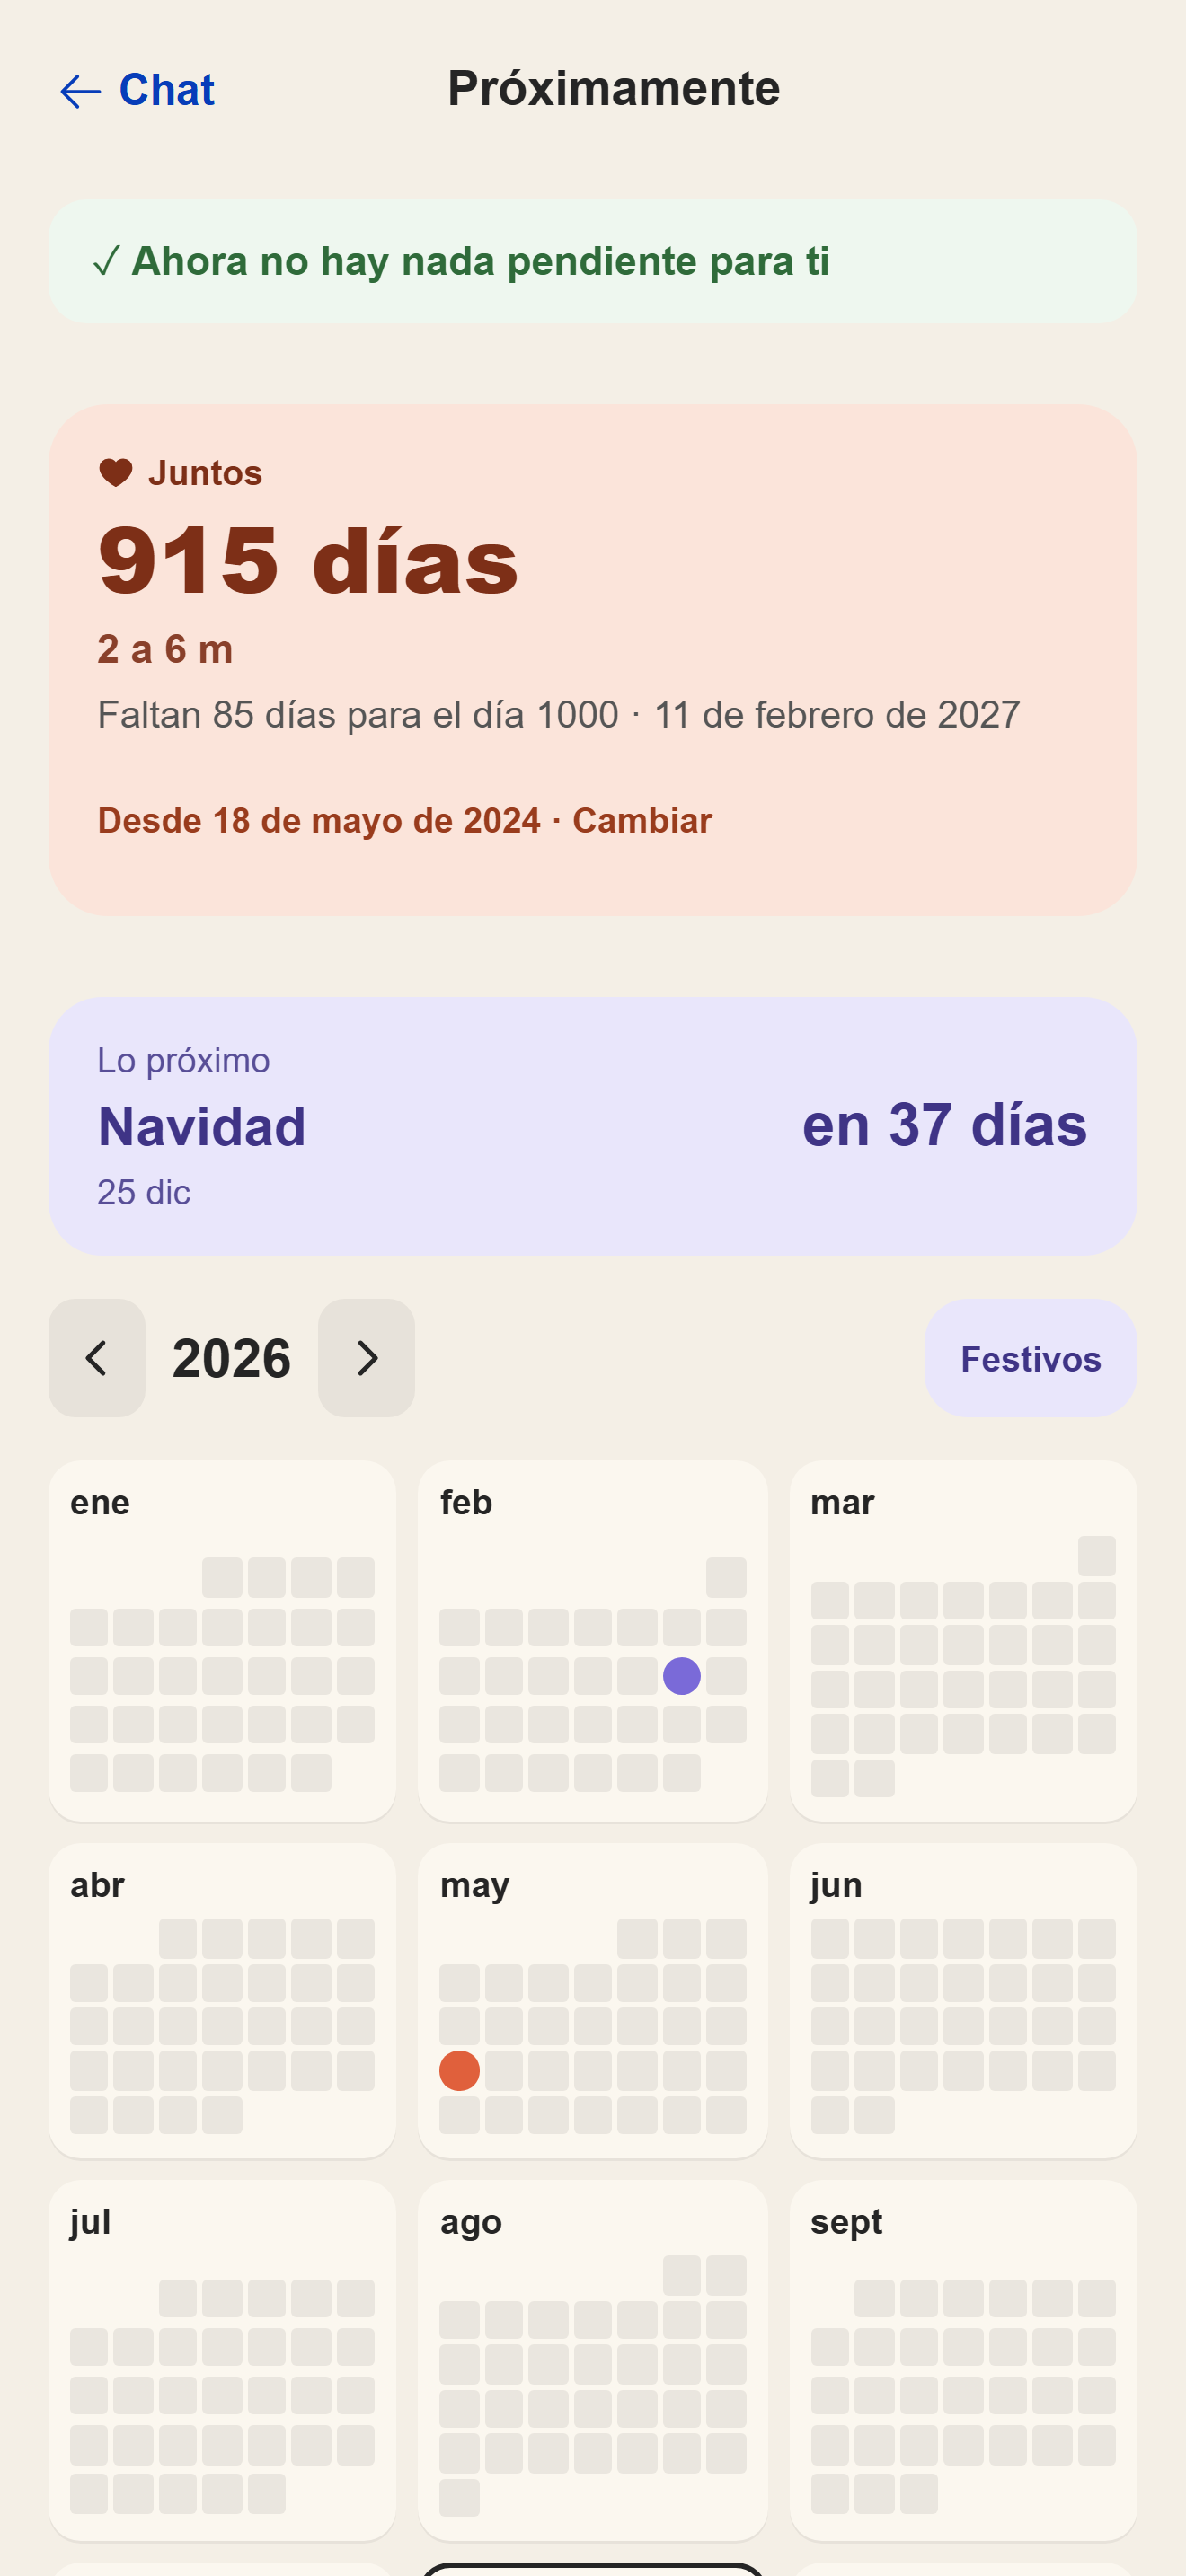 Chat
Próximamente
✓ Ahora no hay nada pendiente para ti
Juntos
915 días
2 a 6 m
Faltan 85 días para el día 1000 · 11 de febrero de 2027
Desde 18 de mayo de 2024 · Cambiar
Lo próximo
Navidad
en 37 días
25 dic
2026
Festivos
ene
feb
mar
abr
may
jun
jul
ago
sept